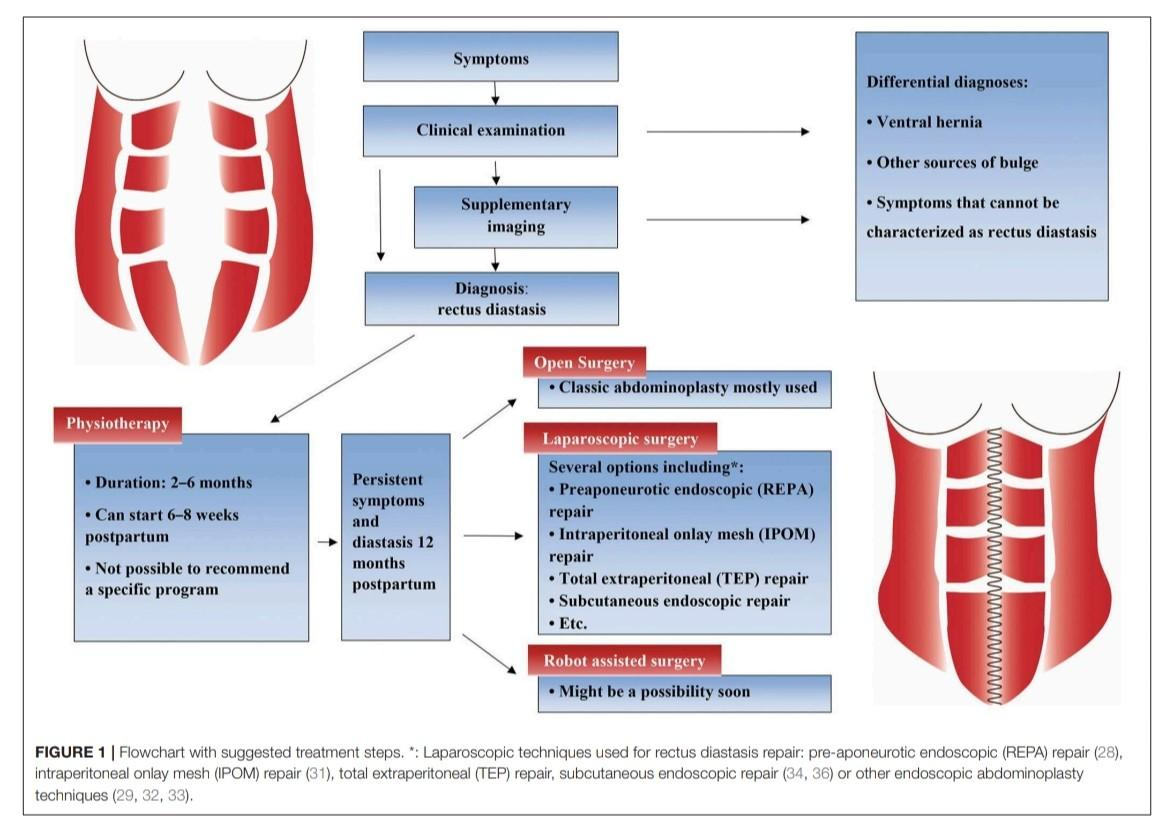 Symptoms
Clinical examination
Supplementary
imaging
Diagnosis:
rectus diastasis
Differential diagnoses:
• Ventral hernia
• Other sources of bulge
• Symptoms that cannot be
characterized as rectus diastasis
Physiotherapy
• Duration: 2–6 months
• Can start 6–8 weeks
postpartum
• Not possible to recommend
a specific program
Persistent
symptoms
and
diastasis 12
months
postpartum
Open Surgery
• Classic abdominoplasty mostly used
Laparoscopic surgery
Several options including*:
• Preaponeurotic endoscopic (REPA)
repair
• Intraperitoneal onlay mesh (IPOM)
repair
• Total extraperitoneal (TEP) repair
• Subcutaneous endoscopic repair
• Etc.
Robot assisted surgery
• Might be a possibility soon
FIGURE 1 | Flowchart with suggested treatment steps. *: Laparoscopic techniques used for rectus diastasis repair: pre-aponeurotic endoscopic (REPA) repair (28),
intraperitoneal onlay mesh (IPOM) repair (31), total extraperitoneal (TEP) repair, subcutaneous endoscopic repair (34, 36) or other endoscopic abdominoplasty
techniques (29, 32, 33).